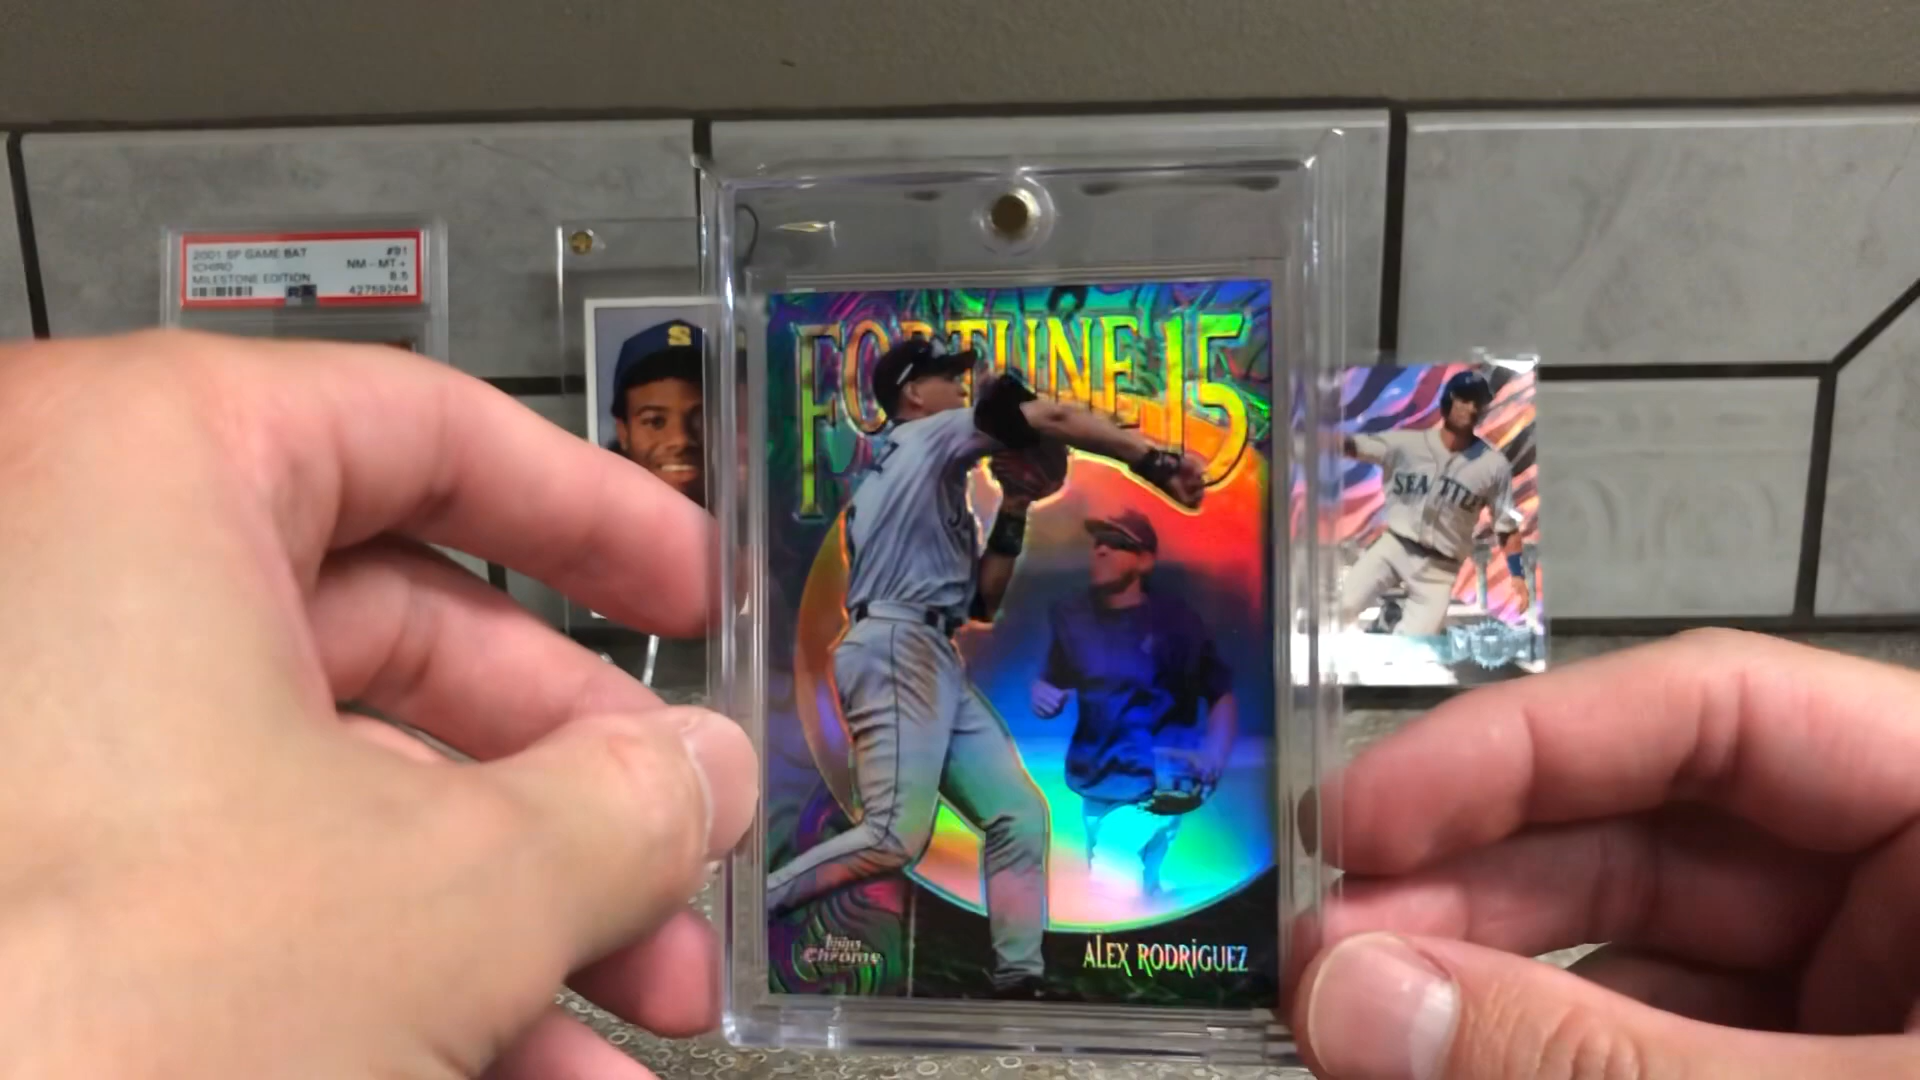 2001 SP GAME BAT #91
ICHIRO NM - MT +
MILESTONE EDITION 8.5
42759264
S
FORTUNE 15
SEATTLE
Topps
Chrome
ALEX RODRIGUEZ